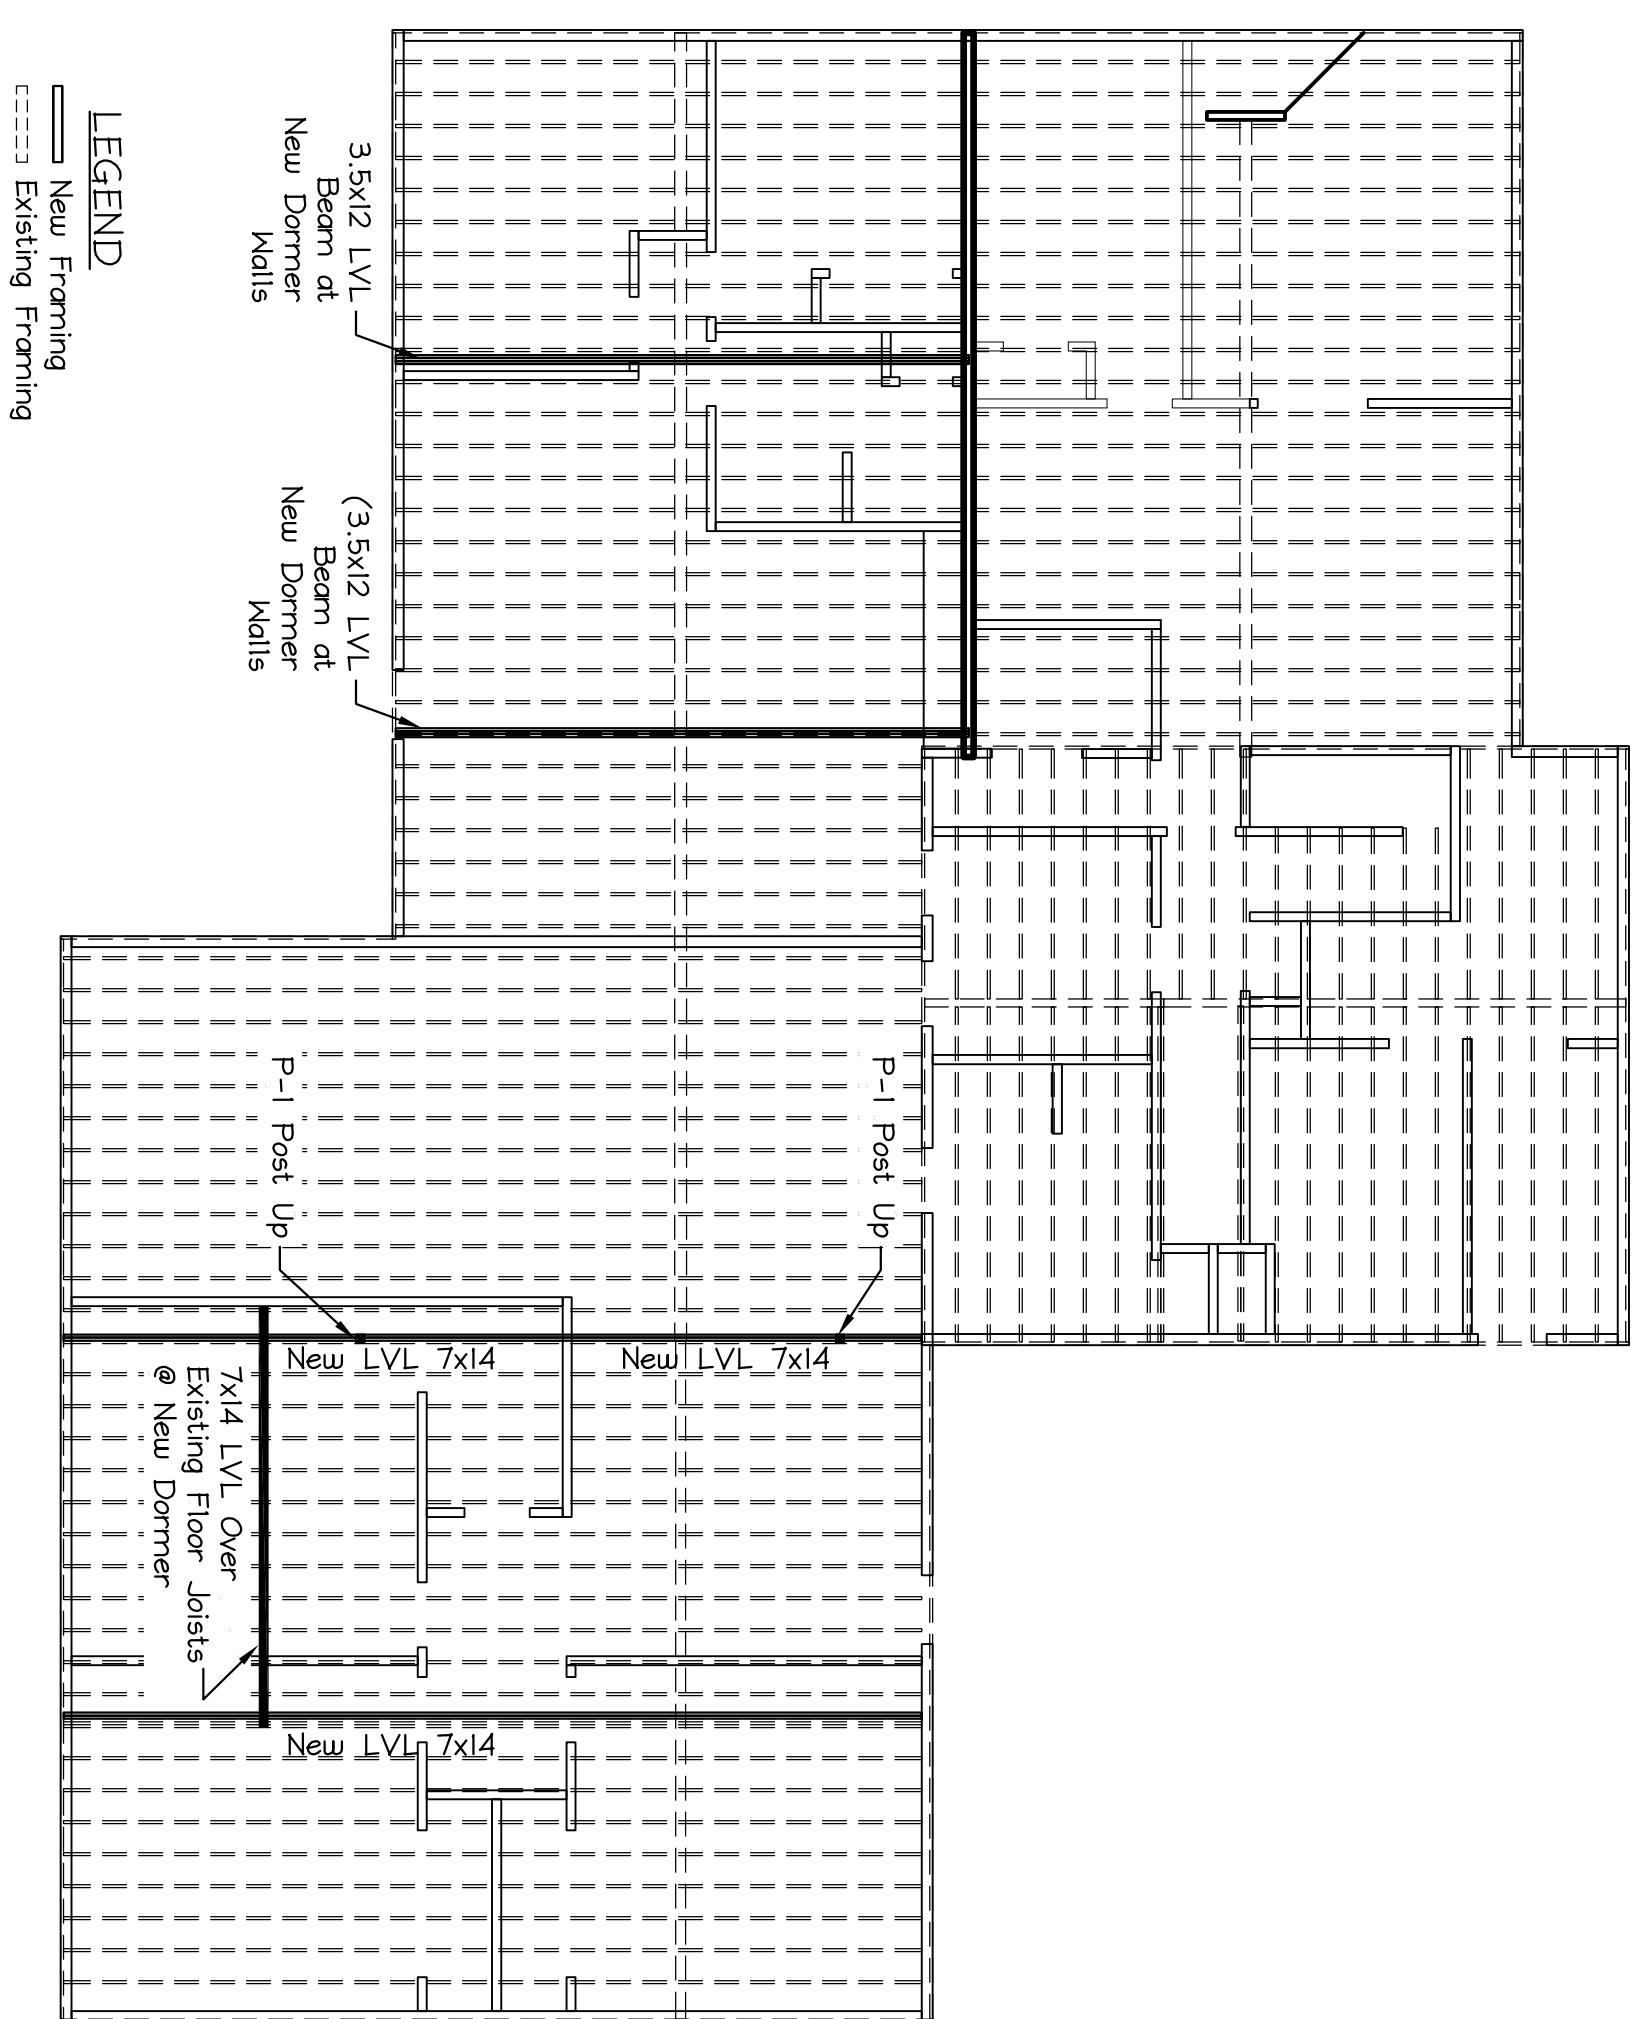 LEGEND
New Framing
Existing Framing
3.5x12 LVL
Beam at
New Dormer
Walls
(3.5x12 LVL
Beam at
New Dormer
Walls
P-1 Post Up
P-1 Post Up
New LVL 7x14
New LVL 7x14
7x14 LVL Over
Existing Floor Joists
@ New Dormer
New LVL 7x14